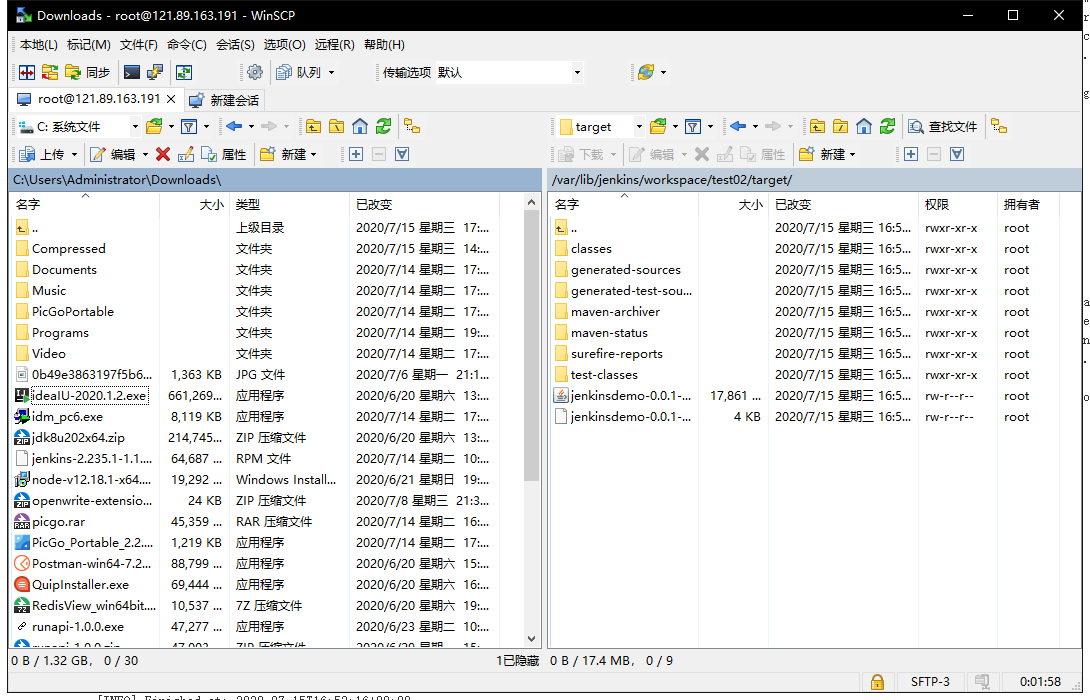 Downloads - root@121.89.163.191 - WinSCP
本地(L) 标记(M) 文件(F) 命令(C) 会话(S) 选项(O) 远程(R) 帮助(H)
同步 队列 传输选项 默认
root@121.89.163.191 新建会话
C: 系统文件 target 查找文件
上传 编辑 属性 新建 下载 编辑 属性 新建
C:\Users\Administrator\Downloads\ /var/lib/jenkins/workspace/test02/target/
名字 大小 类型 已改变 名字 大小 已改变 权限 拥有者
.. 上级目录 2020/7/15 星期三 17:... .. 2020/7/15 星期三 16:5... rwxr-xr-x root
Compressed 文件夹 2020/7/15 星期三 14:... classes 2020/7/15 星期三 16:5... rwxr-xr-x root
Documents 文件夹 2020/7/14 星期二 17:... generated-sources 2020/7/15 星期三 16:5... rwxr-xr-x root
Music 文件夹 2020/7/14 星期二 17:... generated-test-sou... 2020/7/15 星期三 16:5... rwxr-xr-x root
PicGoPortable 文件夹 2020/7/14 星期二 17:... maven-archiver 2020/7/15 星期三 16:5... rwxr-xr-x root
Programs 文件夹 2020/7/14 星期二 19:... maven-status 2020/7/15 星期三 16:5... rwxr-xr-x root
Video 文件夹 2020/7/14 星期二 17:... surefire-reports 2020/7/15 星期三 16:5... rwxr-xr-x root
0b49e3863197f5b6... 1,363 KB JPG 文件 2020/7/6 星期一 21:1... test-classes 2020/7/15 星期三 16:5... rwxr-xr-x root
ideaIU-2020.1.2.exe 661,269... 应用程序 2020/6/20 星期六 13:... jenkinsdemo-0.0.1-... 17,861 ... 2020/7/15 星期三 16:5... rw-r--r-- root
idm_pc6.exe 8,119 KB 应用程序 2020/7/14 星期二 17:... jenkinsdemo-0.0.1-... 4 KB 2020/7/15 星期三 16:5... rw-r--r-- root
jdk8u202x64.zip 214,745... ZIP 压缩文件 2020/6/20 星期六 13:...
jenkins-2.235.1-1.1.... 64,687 ... RPM 文件 2020/7/14 星期二 10:...
node-v12.18.1-x64.... 19,292 ... Windows Install... 2020/6/21 星期日 19:...
openwrite-extensio... 24 KB ZIP 压缩文件 2020/7/8 星期三 21:3...
picgo.rar 45,359 ... RAR 压缩文件 2020/7/14 星期二 16:...
PicGo_Portable_2.2.... 1,219 KB 应用程序 2020/7/14 星期二 17:...
Postman-win64-7.2... 88,799 ... 应用程序 2020/6/20 星期六 15:...
QuipInstaller.exe 69,444 ... 应用程序 2020/6/20 星期六 16:...
RedisView_win64bit.... 10,537 ... 7Z 压缩文件 2020/6/20 星期六 19:...
runapi-1.0.0.exe 47,277 ... 应用程序 2020/6/23 星期二 10:...
0 B / 1.32 GB, 0 / 30 1已隐藏 0 B / 17.4 MB, 0 / 9
SFTP-3 0:01:58